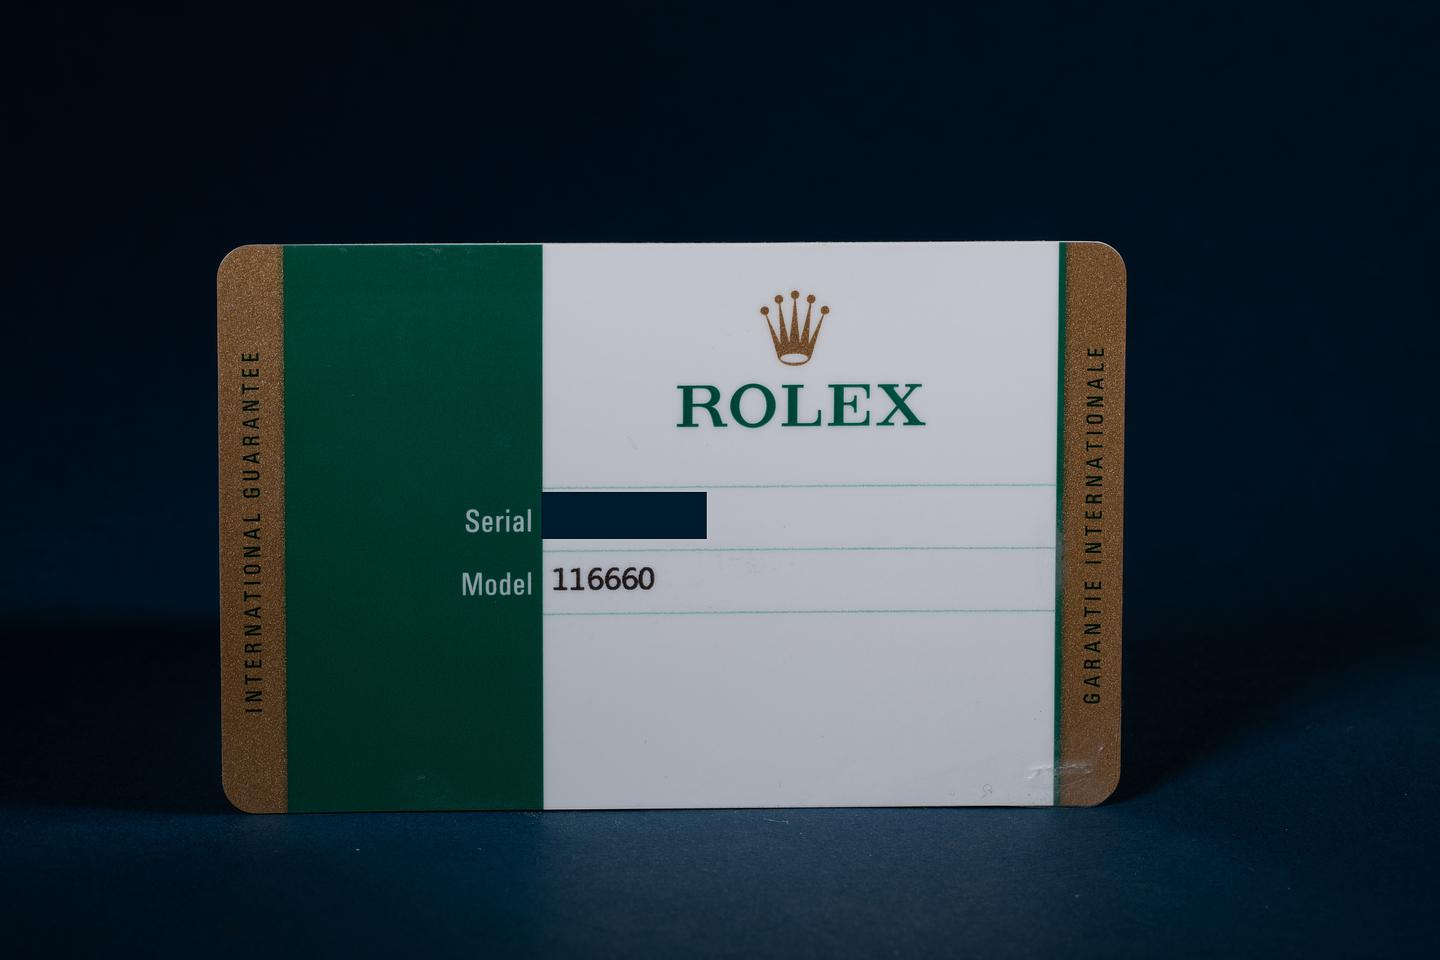 INTERNATIONAL GUARANTEE
ROLEX
Serial
Model 116660
GARANTIE INTERNATIONALE